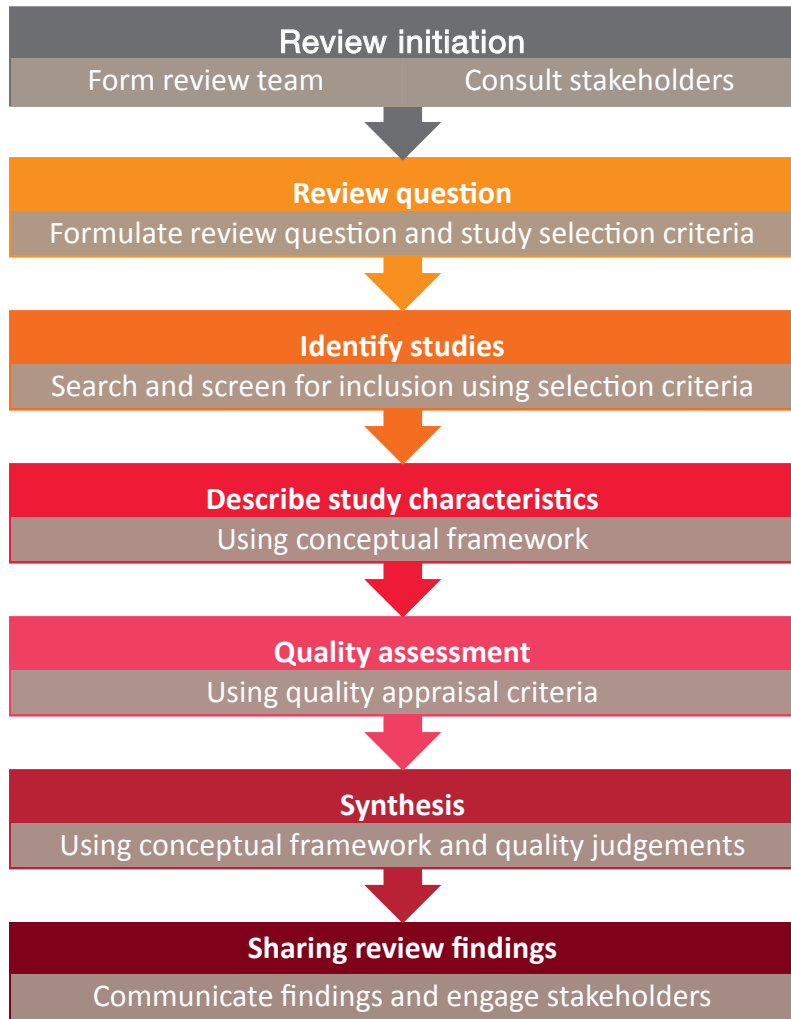 Review initiation
Form review team Consult stakeholders
Review question
Formulate review question and study selection criteria
Identify studies
Search and screen for inclusion using selection criteria
Describe study characteristics
Using conceptual framework
Quality assessment
Using quality appraisal criteria
Synthesis
Using conceptual framework and quality judgements
Sharing review findings
Communicate findings and engage stakeholders